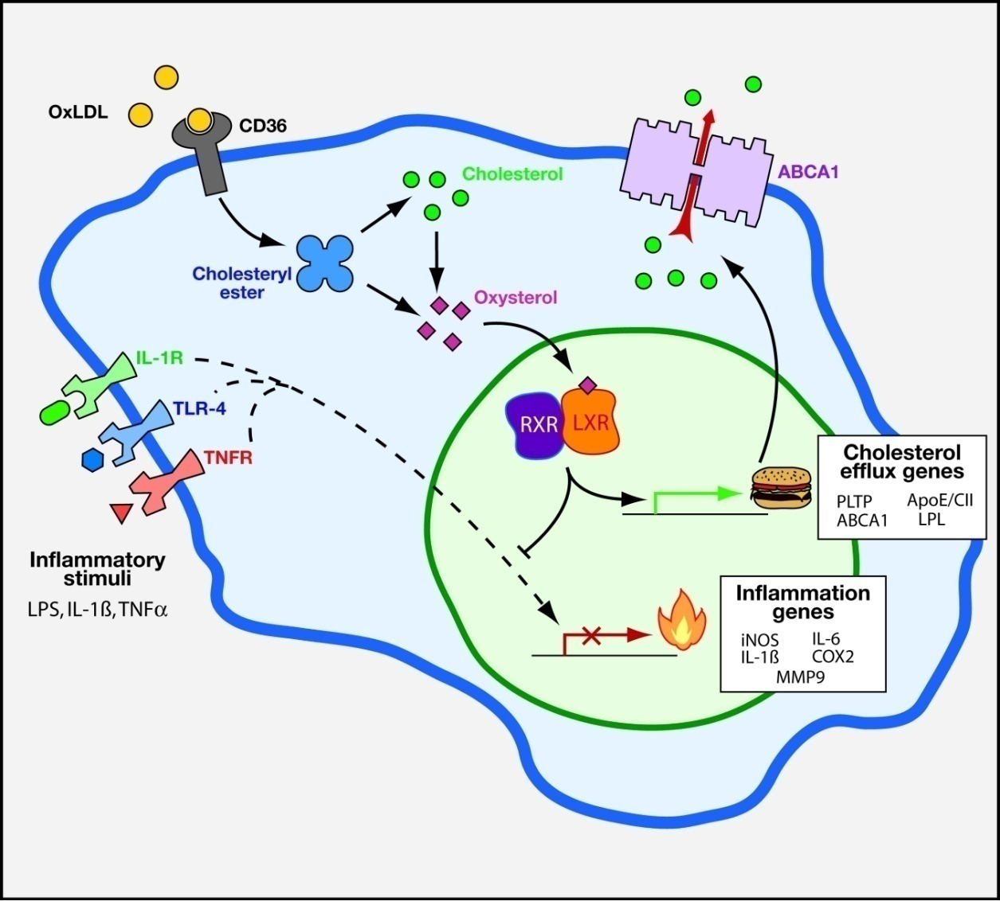 OxLDL
CD36
Cholesterol
ABCA1
Cholesteryl
ester
Oxysterol
IL-1R
TLR-4
TNFR
RXR
LXR
Inflammatory
stimuli
LPS, IL-1ß, TNFα
Cholesterol
efflux genes
PLTP ApoE/CII
ABCA1 LPL
Inflammation
genes
iNOS IL-6
IL-1ß COX2
MMP9